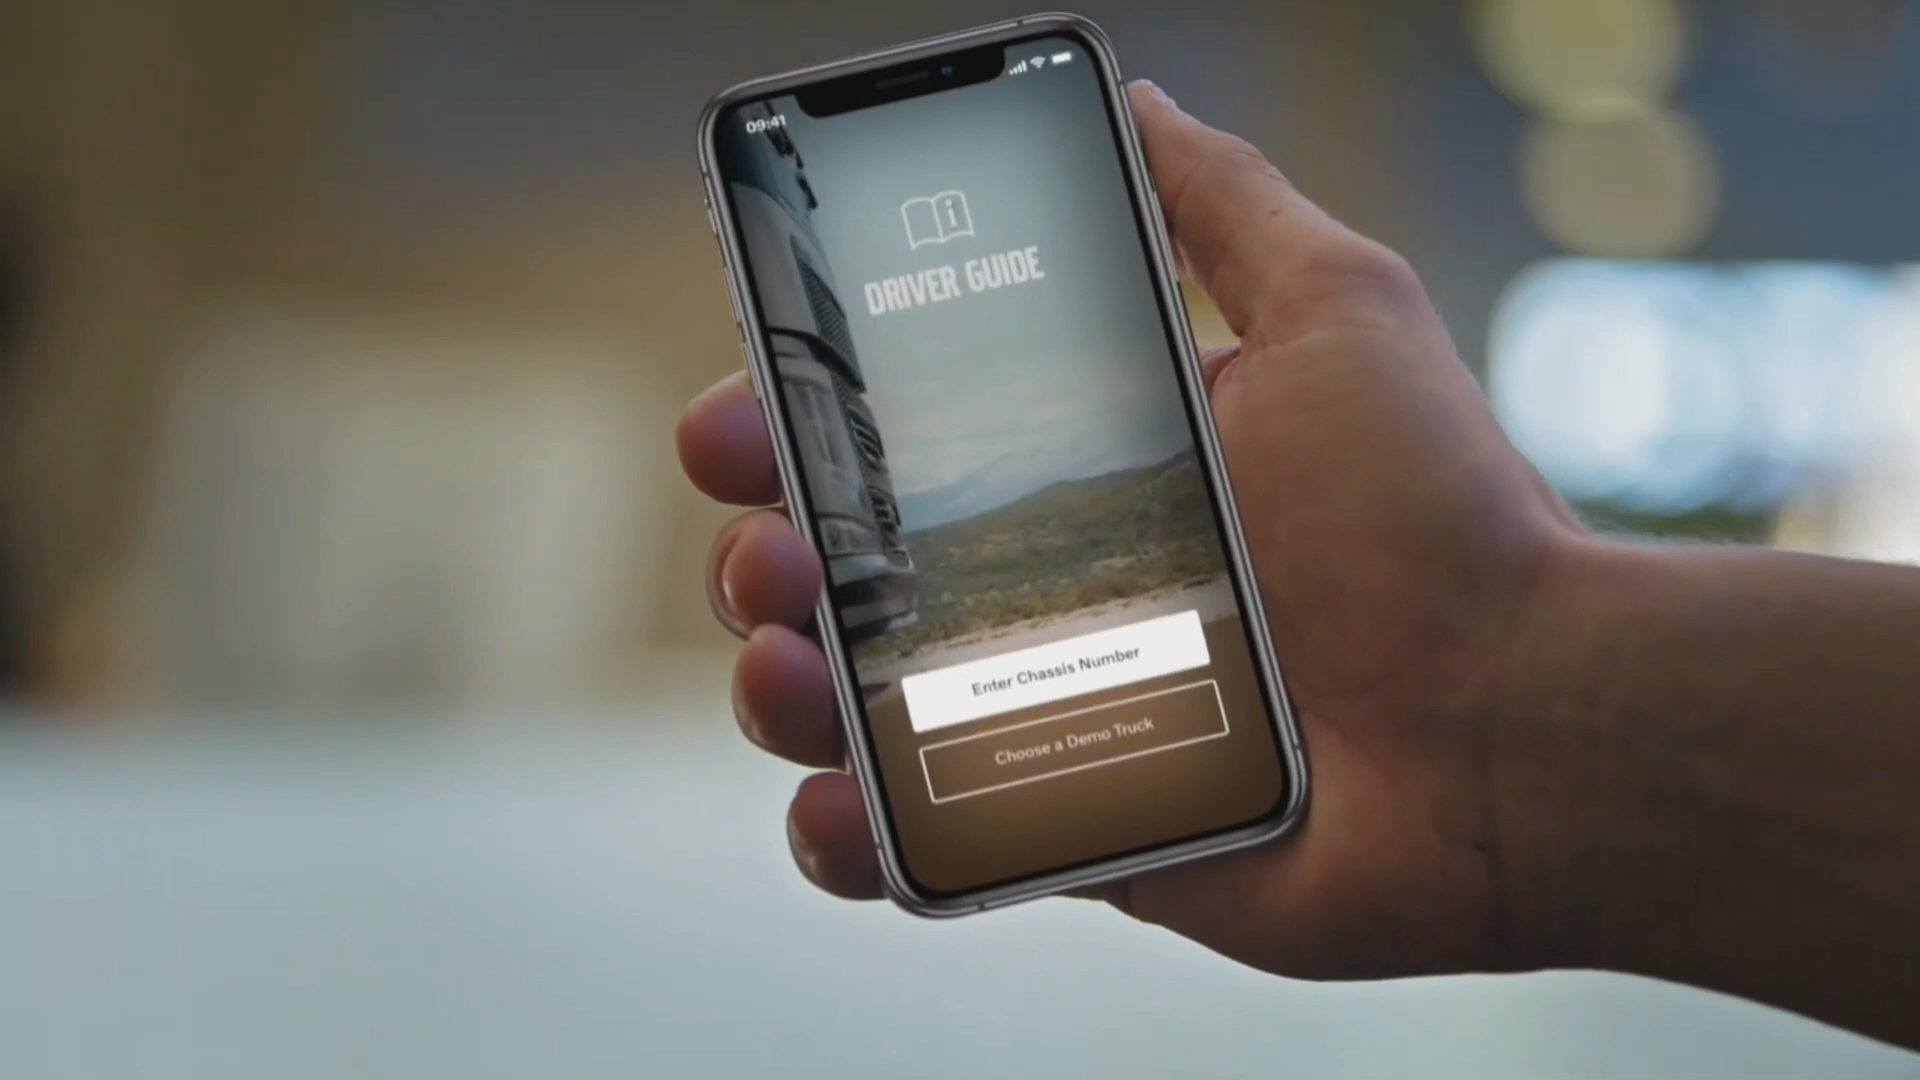 09:41
i
DRIVER GUIDE
Enter Chassis Number
Choose a Demo Truck